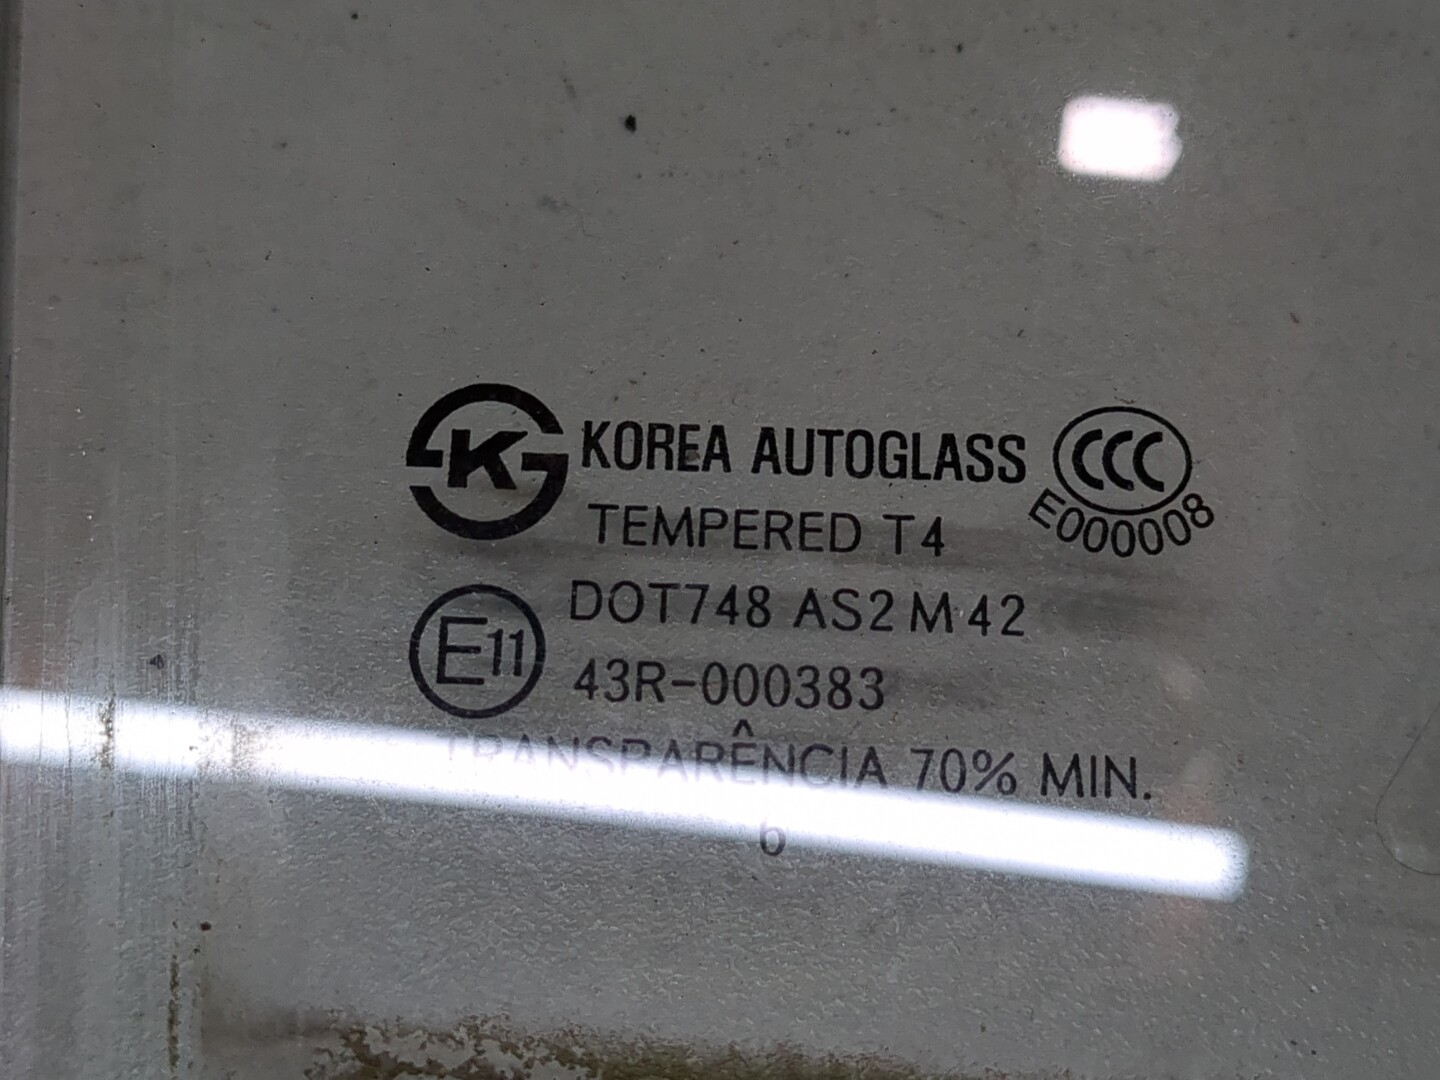 K KOREA AUTOGLASS CCC
E000008
TEMPERED T4
DOT748 AS2 M42
E11 43R-000383
TRANSPARÊNCIA 70% MIN.
6